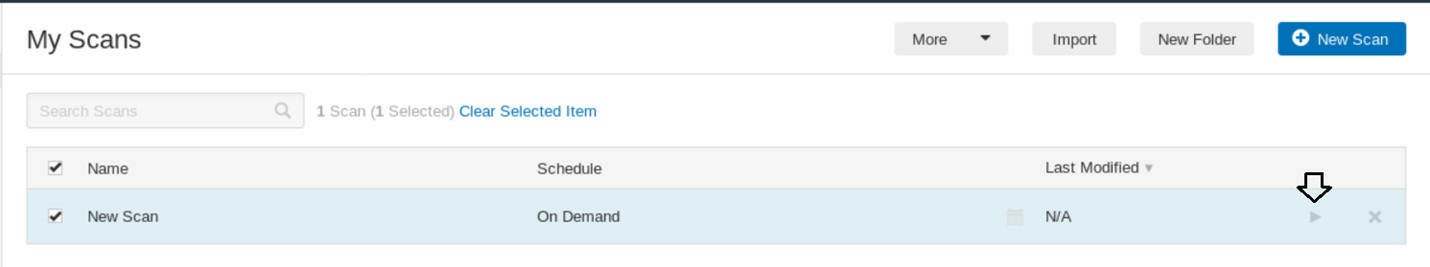 My Scans
More
Import
New Folder
New Scan
Search Scans
1 Scan (1 Selected) Clear Selected Item
Name Schedule Last Modified
New Scan On Demand N/A